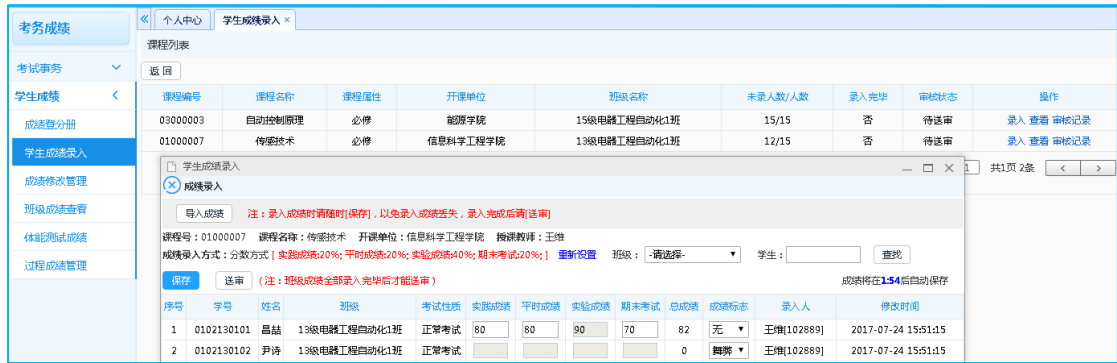 考务成绩
考试事务
学生成绩
成绩登分册
学生成绩录入
成绩修改管理
班级成绩查看
体能测试成绩
过程成绩管理
个人中心 学生成绩录入 ×
课程列表
返 回
课程编号 课程名称 课程属性 开课单位 班级名称 未录人数/人数 录入完毕 审核状态 操作
03000003 自动控制原理 必修 能源学院 15级电器工程自动化1班 15/15 否 待送审 录入 查看 审核记录
01000007 传感技术 必修 信息科学工程学院 13级电器工程自动化1班 12/15 否 待送审 录入 查看 审核记录
1 共1页 2条 < >
学生成绩录入
成绩录入
导入成绩 注：录入成绩时请随时[保存]，以免录入成绩丢失，录入完成后请[送审]
课程号：01000007 课程名称：传感技术 开课单位：信息科学工程学院 授课教师：王维
成绩录入方式：分数方式 [ 实践成绩:20%; 平时成绩:20%; 实验成绩:40%; 期末考试:20%; ] 重新设置 班级： -请选择- 学生： 查找
保存 送审 （注：班级成绩全部录入完毕后才能送审） 成绩将在1:54后自动保存
序号 学号 姓名 班级 考试性质 实践成绩 平时成绩 实验成绩 期末考试 总成绩 成绩标志 录入人 修改时间
1 0102130101 昌喆 13级电器工程自动化1班 正常考试 80 80 90 70 82 无 王维[102889] 2017-07-24 15:51:15
2 0102130102 尹诗 13级电器工程自动化1班 正常考试 0 舞弊 王维[102889] 2017-07-24 15:51:15